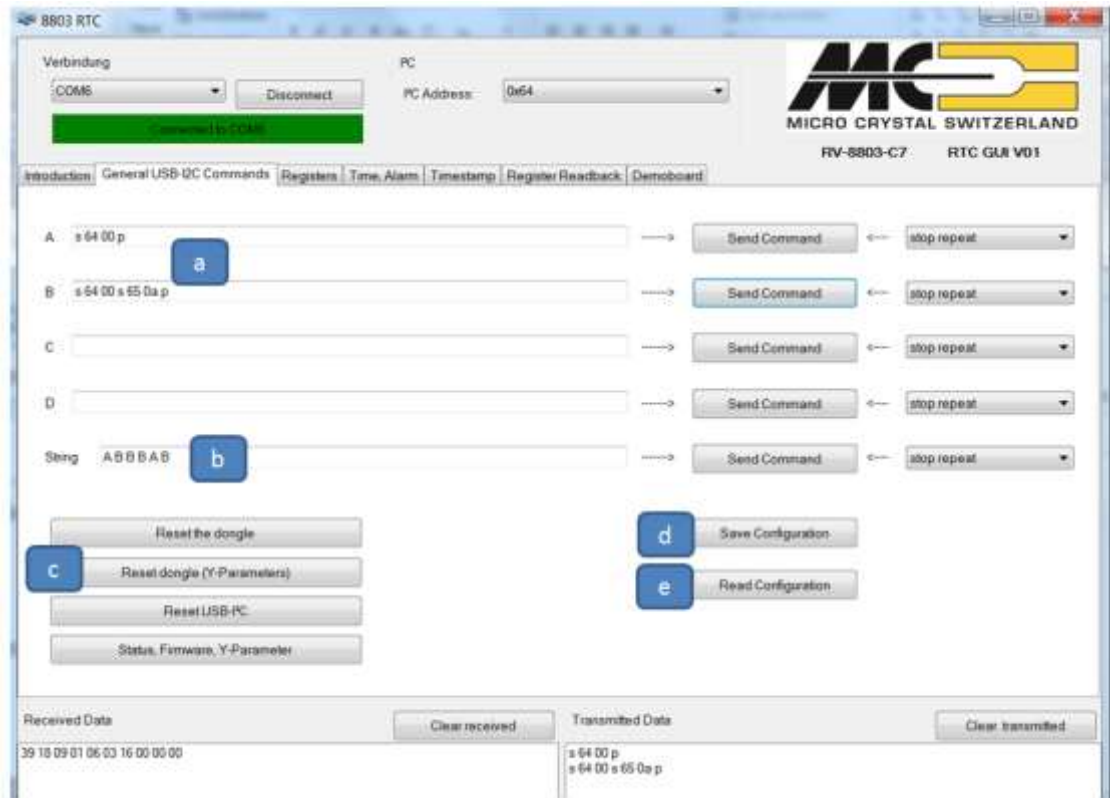 8803 RTC
Verbindung
COM6
Disconnect
Connected to COM6
I²C
I²C Address:
0x64
MC
MICRO CRYSTAL SWITZERLAND
RV-8803-C7 RTC GUI V01
Introduction General USB-I2C Commands Registers Time, Alarm Timestamp Register Readback Demoboard
A s 64 00 p -----> Send Command <--- stop repeat
a
B s 64 00 s 65 0a p -----> Send Command <--- stop repeat
C -----> Send Command <--- stop repeat
D -----> Send Command <--- stop repeat
String A B B B A B b -----> Send Command <--- stop repeat
Reset the dongle
d Save Configuration
c Reset dongle (Y-Parameters)
e Read Configuration
Reset USB-I²C
Status, Firmware, Y-Parameter
Received Data
Clear received
Transmitted Data
Clear transmitted
39 18 09 01 06 03 16 00 00 00
s 64 00 p
s 64 00 s 65 0a p